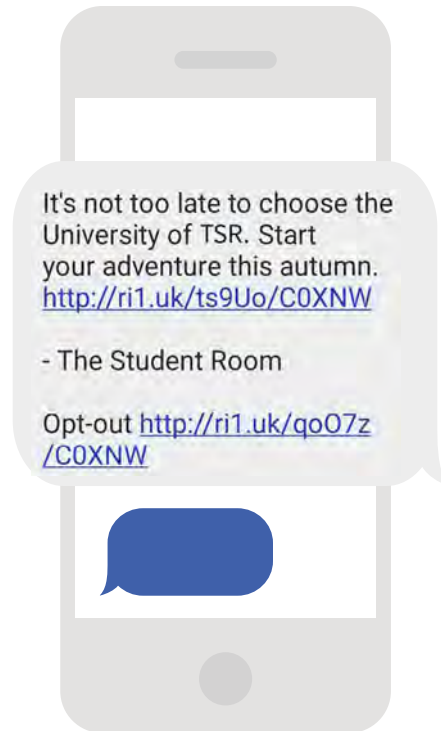 It's not too late to choose the
University of TSR. Start
your adventure this autumn.
http://ri1.uk/ts9Uo/C0XNW
- The Student Room
Opt-out http://ri1.uk/qoO7z
/C0XNW